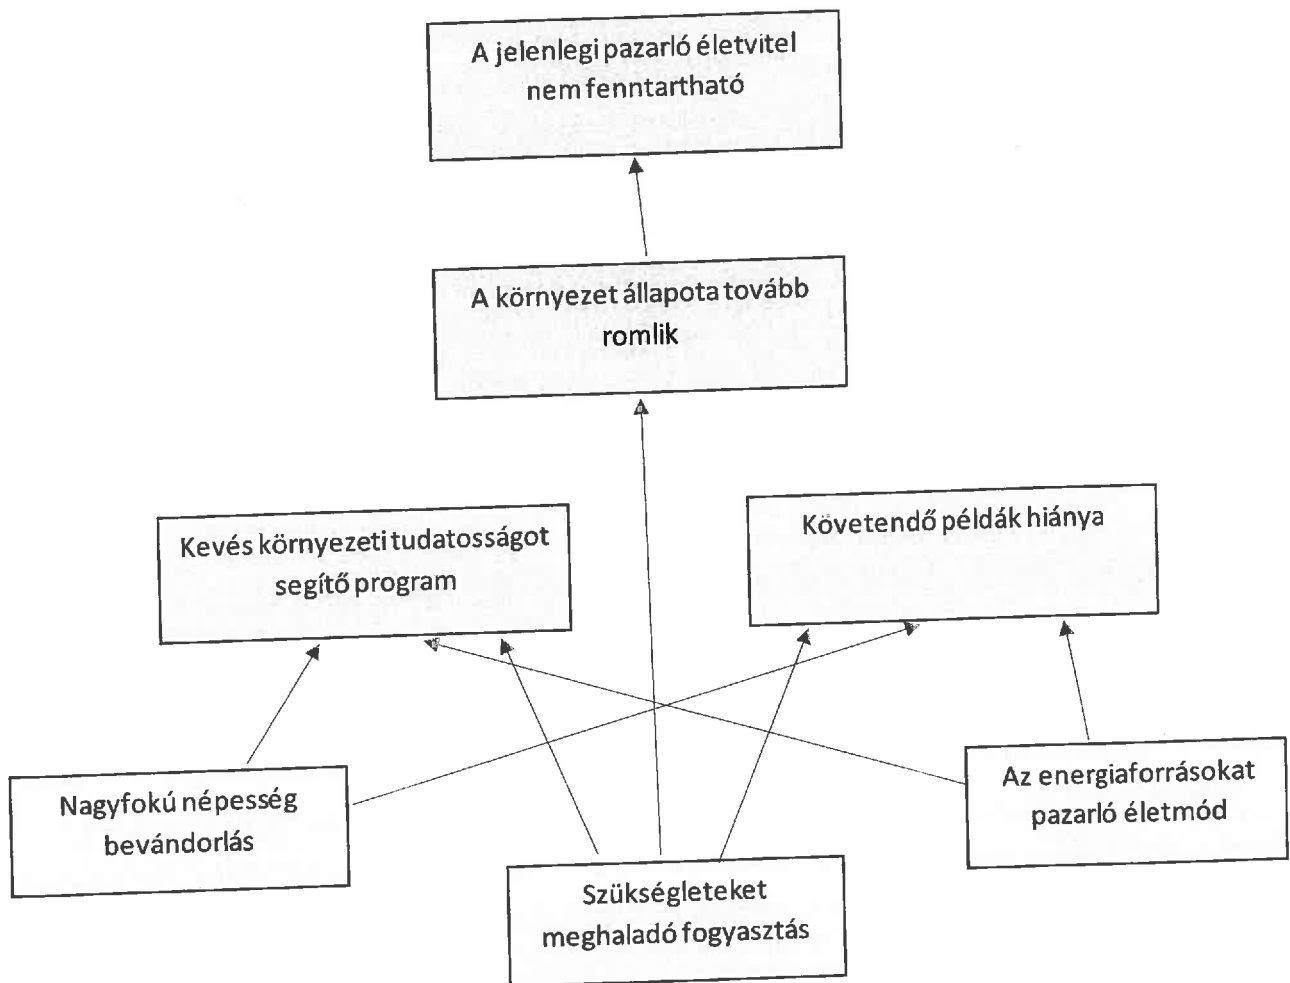 A jelenlegi pazarló életvitel
nem fenntartható
A környezet állapota tovább
romlik
Kevés környezeti tudatosságot
segítő program
Követendő példák hiánya
Nagyfokú népesség
bevándorlás
Szükségleteket
meghaladó fogyasztás
Az energiaforrásokat
pazarló életmód